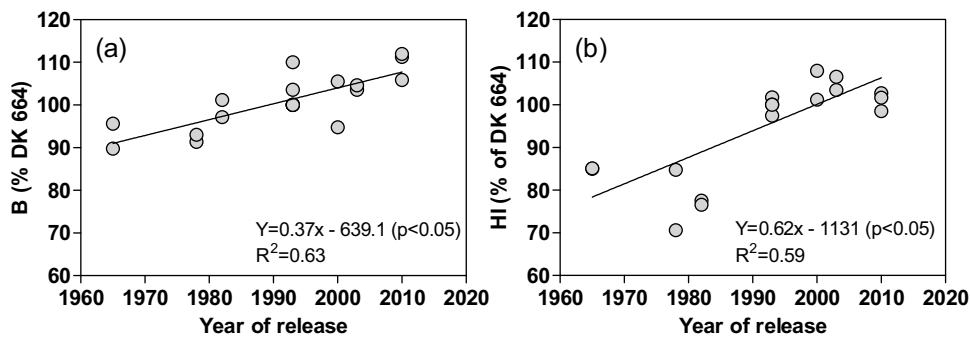 (a)
B (% DK 664)
120
110
100
90
80
70
60
Y=0.37x - 639.1 (p<0.05)
R²=0.63
1960 1970 1980 1990 2000 2010 2020
Year of release
(b)
HI (% of DK 664)
120
110
100
90
80
70
60
Y=0.62x - 1131 (p<0.05)
R²=0.59
1960 1970 1980 1990 2000 2010 2020
Year of release